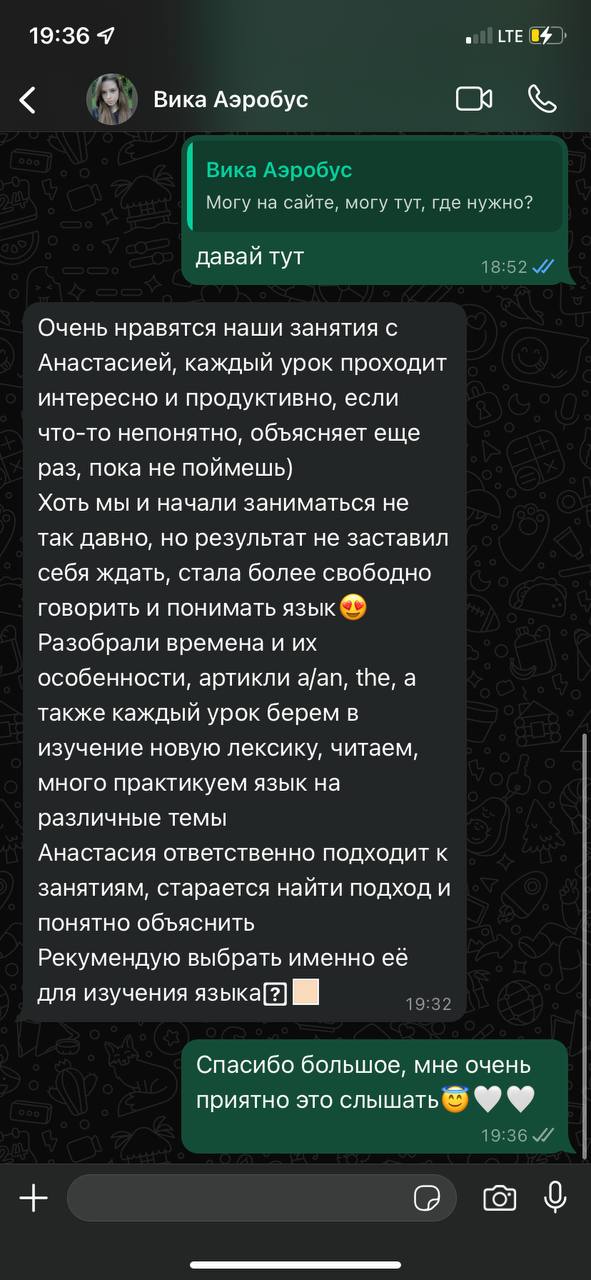 19:36
LTE
Вика Аэробус
Вика Аэробус
Могу на сайте, могу тут, где нужно?
давай тут
18:52
Очень нравятся наши занятия с
Анастасией, каждый урок проходит
интересно и продуктивно, если
что-то непонятно, объясняет еще
раз, пока не поймешь)
Хоть мы и начали заниматься не
так давно, но результат не заставил
себя ждать, стала более свободно
говорить и понимать язык😍
Разобрали времена и их
особенности, артикли a/an, the, а
также каждый урок берем в
изучение новую лексику, читаем,
много практикуем язык на
различные темы
Анастасия ответственно подходит к
занятиям, старается найти подход и
понятно объяснить
Рекумендую выбрать именно её
для изучения языка
19:32
Спасибо большое, мне очень
приятно это слышать😇🤍🤍
19:36